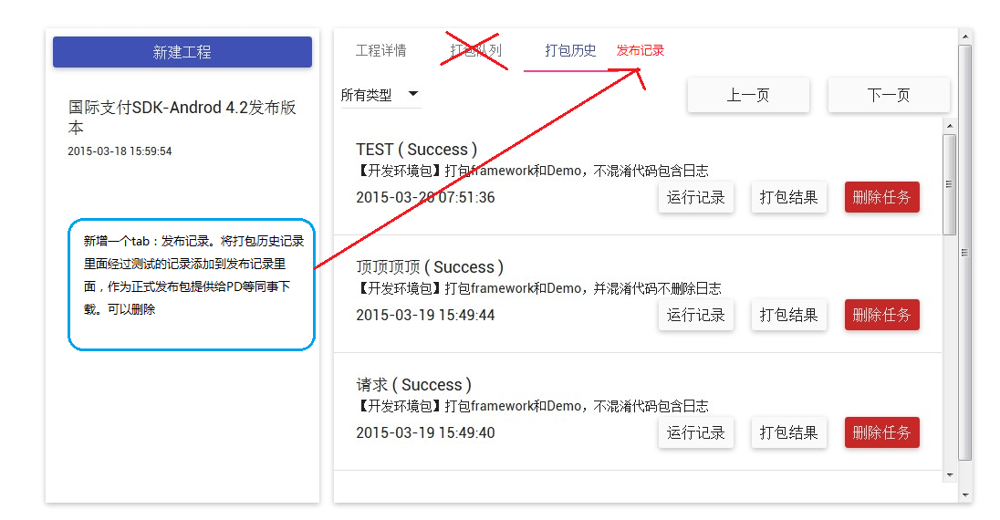 新建工程
国际支付SDK-Androd 4.2发布版
本
2015-03-18 15:59:54
新增一个tab：发布记录。将打包历史记录
里面经过测试的记录添加到发布记录里
面，作为正式发布包提供给PD等同事下
载。可以删除
工程详情 打包队列 打包历史 发布记录
所有类型 上一页 下一页
TEST ( Success )
【开发环境包】打包framework和Demo，不混淆代码包含日志
2015-03-20 07:51:36 运行记录 打包结果 删除任务
顶顶顶顶 ( Success )
【开发环境包】打包framework和Demo，并混淆代码不删除日志
2015-03-19 15:49:44 运行记录 打包结果 删除任务
请求 ( Success )
【开发环境包】打包framework和Demo，不混淆代码包含日志
2015-03-19 15:49:40 运行记录 打包结果 删除任务